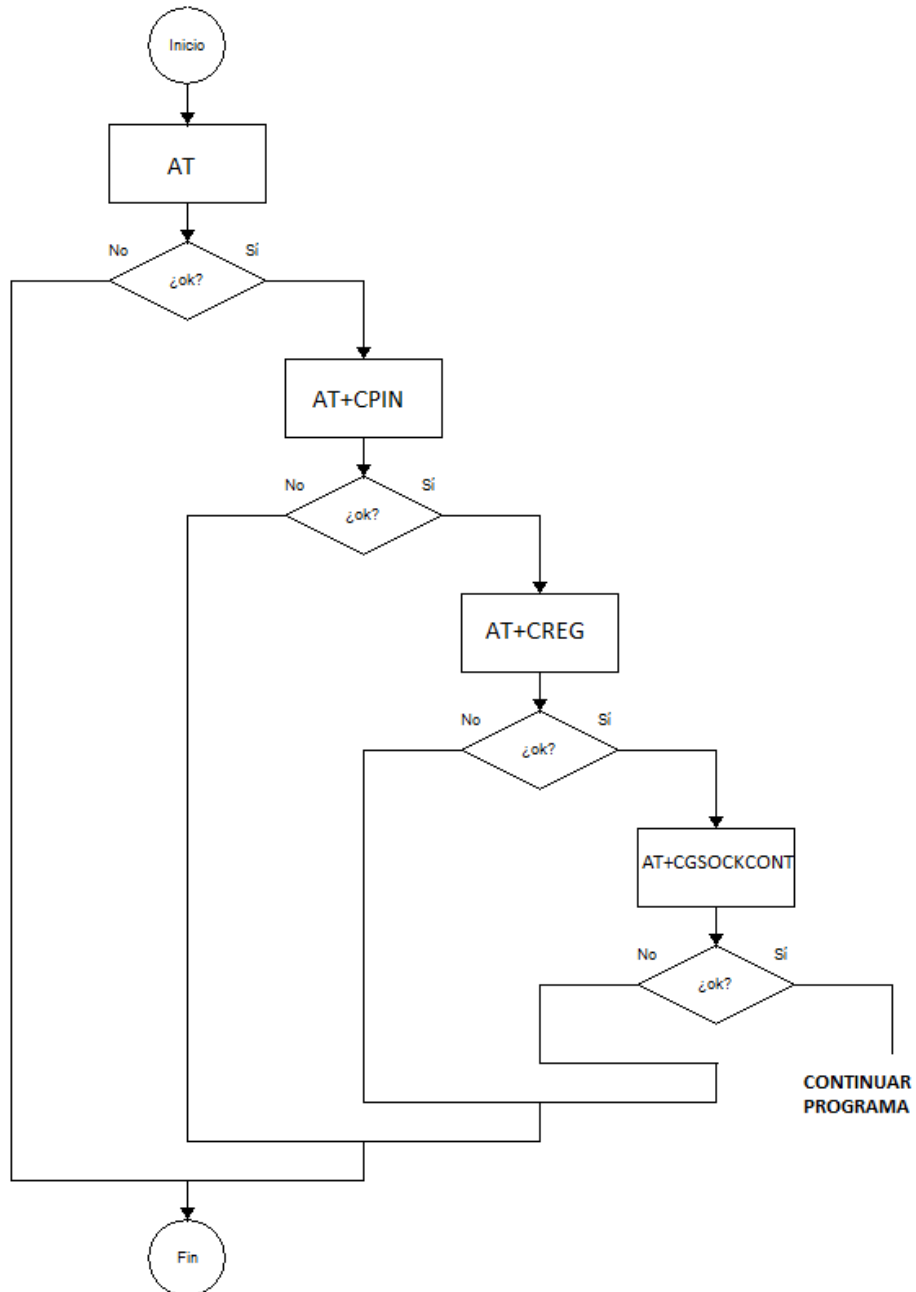 Inicio
AT
No
Sí
¿ok?
AT+CPIN
No
Sí
¿ok?
AT+CREG
No
Sí
¿ok?
AT+CGSOCKCONT
No
Sí
¿ok?
CONTINUAR
PROGRAMA
Fin